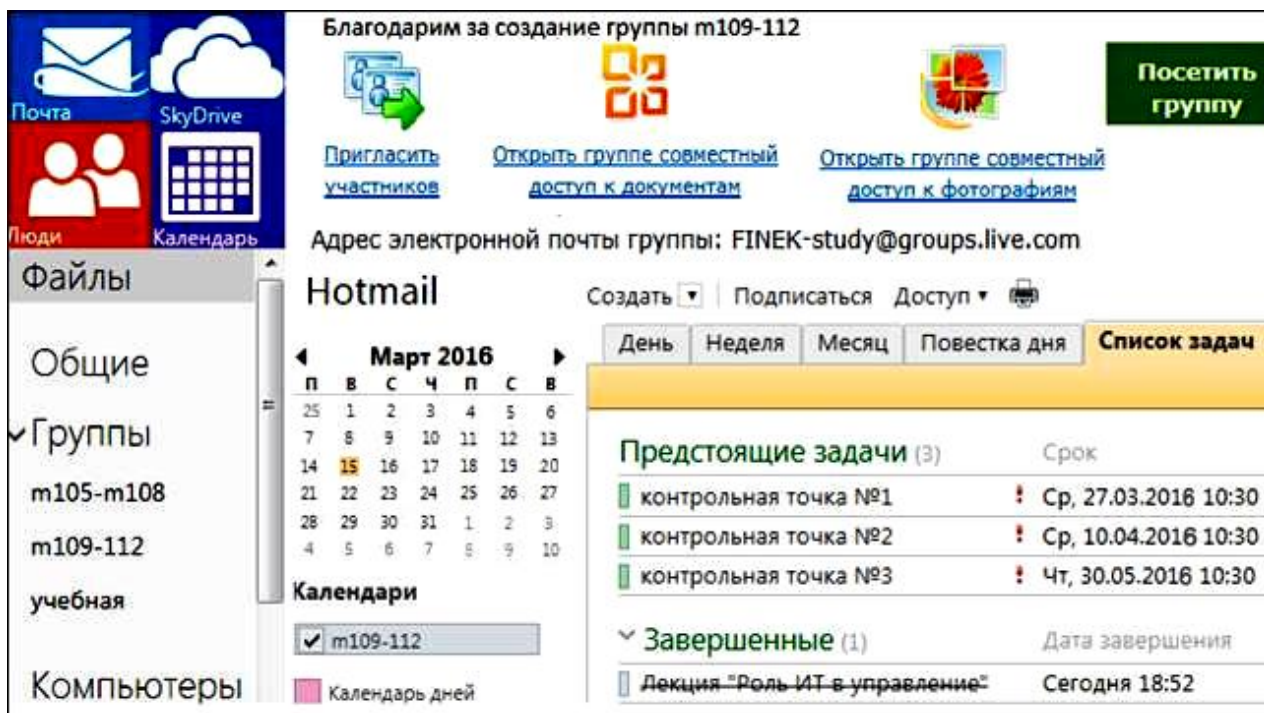 Благодарим за создание группы m109-112
Почта
SkyDrive
Люди
Календарь
Пригласить
участников
Открыть группе совместный
доступ к документам
Открыть группе совместный
доступ к фотографиям
Посетить
группу
Адрес электронной почты группы: FINEK-study@groups.live.com
Файлы
Общие
Группы
m105-m108
m109-112
учебная
Компьютеры
Hotmail
Март 2016
П В С Ч П С В
25 1 2 3 4 5 6
7 8 9 10 11 12 13
14 15 16 17 18 19 20
21 22 23 24 25 26 27
28 29 30 31 1 2 3
4 5 6 7 8 9 10
Календари
m109-112
Календарь дней
Создать Подписаться Доступ
День Неделя Месяц Повестка дня Список задач
Предстоящие задачи (3) Срок
контрольная точка №1 ! Ср, 27.03.2016 10:30
контрольная точка №2 ! Ср, 10.04.2016 10:30
контрольная точка №3 ! Чт, 30.05.2016 10:30
Завершенные (1) Дата завершения
Лекция "Роль ИТ в управление" Сегодня 18:52